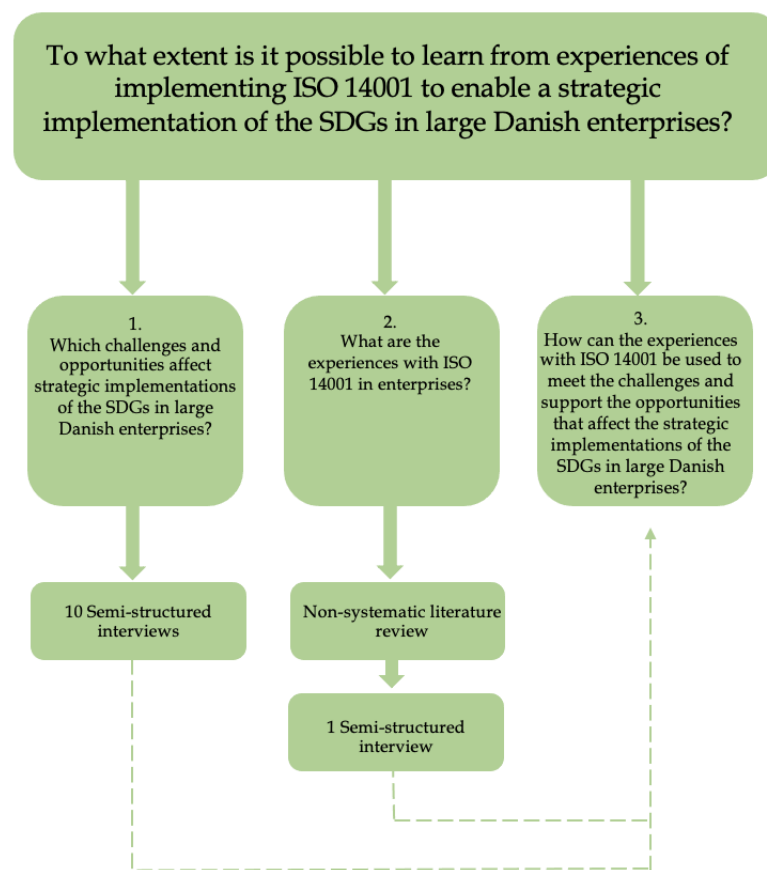 To what extent is it possible to learn from experiences of
implementing ISO 14001 to enable a strategic
implementation of the SDGs in large Danish enterprises?
1.
Which challenges and
opportunities affect
strategic implementations
of the SDGs in large
Danish enterprises?
2.
What are the
experiences with ISO
14001 in enterprises?
3.
How can the experiences
with ISO 14001 be used to
meet the challenges and
support the opportunities
that affect the strategic
implementations of the
SDGs in large Danish
enterprises?
10 Semi-structured
interviews
Non-systematic literature
review
1 Semi-structured
interview